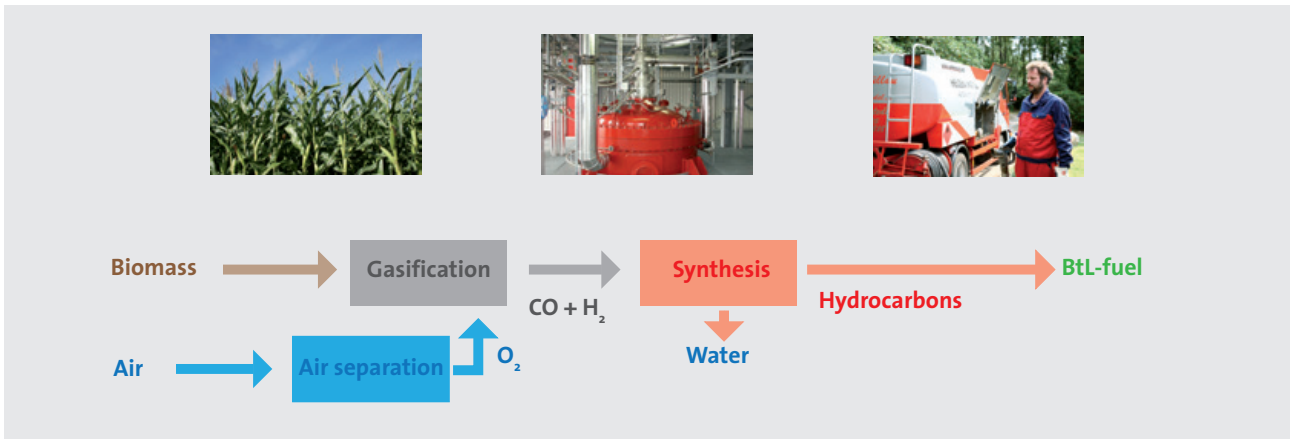 Biomass
Gasification
CO + H₂
Synthesis
Hydrocarbons
BtL-fuel
Water
Air
Air separation
O₂